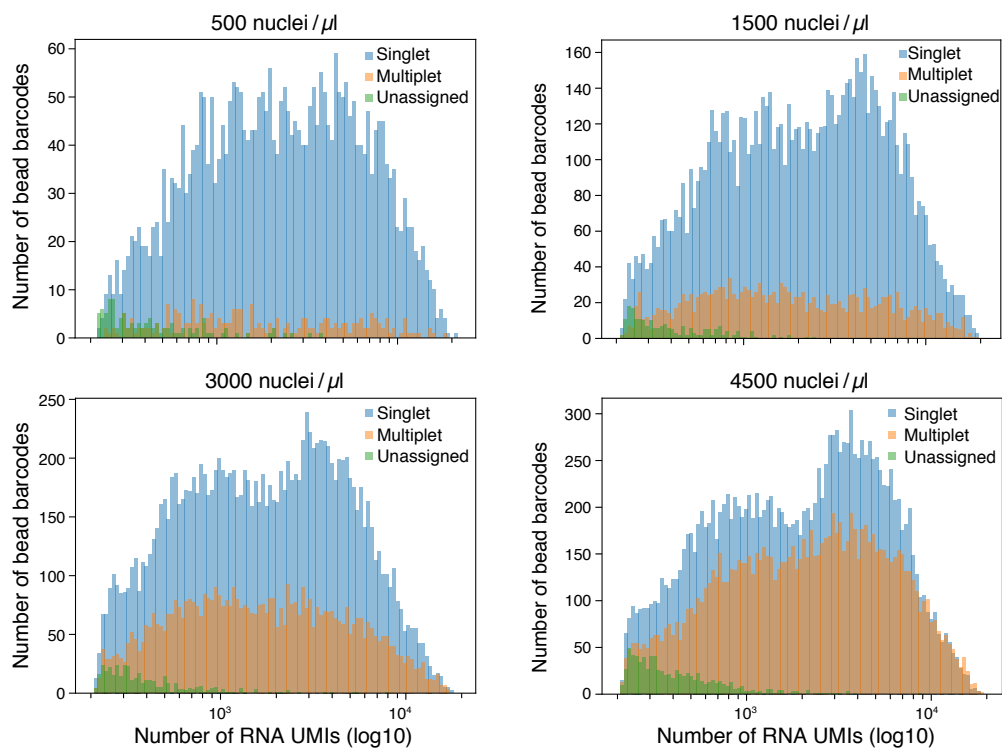 500 nuclei / µl
Number of bead barcodes
60
50
40
30
20
10
0
Singlet
Multiplet
Unassigned
1500 nuclei / µl
Number of bead barcodes
160
140
120
100
80
60
40
20
0
Singlet
Multiplet
Unassigned
3000 nuclei / µl
Number of bead barcodes
250
200
150
100
50
0
Singlet
Multiplet
Unassigned
10³
10⁴
Number of RNA UMIs (log10)
4500 nuclei / µl
Number of bead barcodes
300
250
200
150
100
50
0
Singlet
Multiplet
Unassigned
10³
10⁴
Number of RNA UMIs (log10)